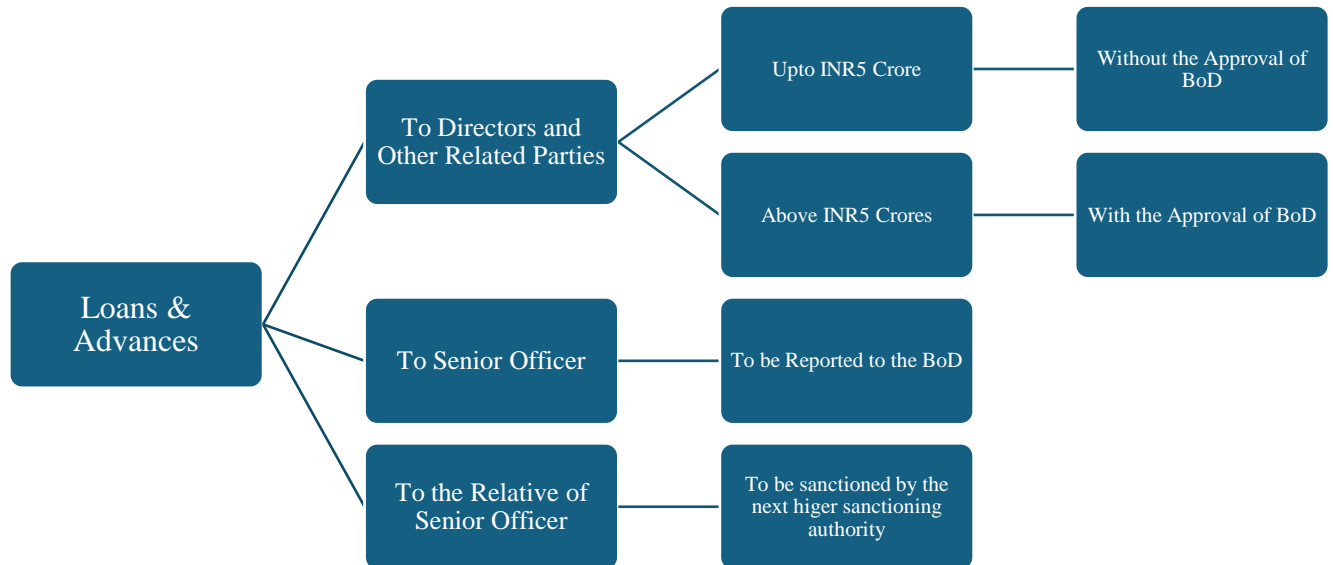 Loans &
Advances
To Directors and
Other Related Parties
Upto INR5 Crore
Without the Approval of
BoD
Above INR5 Crores
With the Approval of BoD
To Senior Officer
To be Reported to the BoD
To the Relative of
Senior Officer
To be sanctioned by the
next higer sanctioning
authority